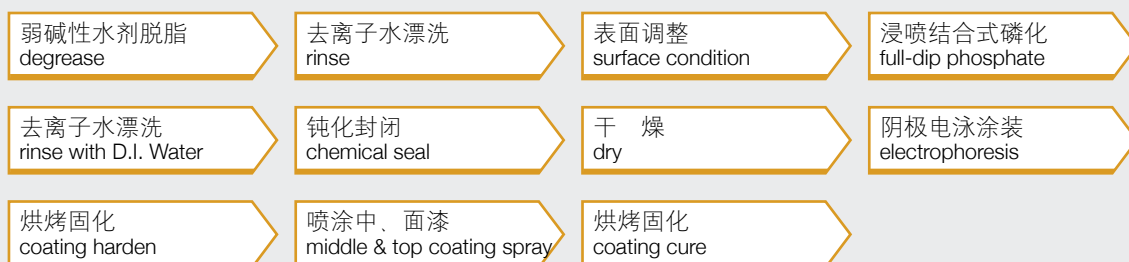 弱碱性水剂脱脂
degrease
去离子水漂洗
rinse
表面调整
surface condition
浸喷结合式磷化
full-dip phosphate
去离子水漂洗
rinse with D.I. Water
钝化封闭
chemical seal
干 燥
dry
阴极电泳涂装
electrophoresis
烘烤固化
coating harden
喷涂中、面漆
middle & top coating spray
烘烤固化
coating cure